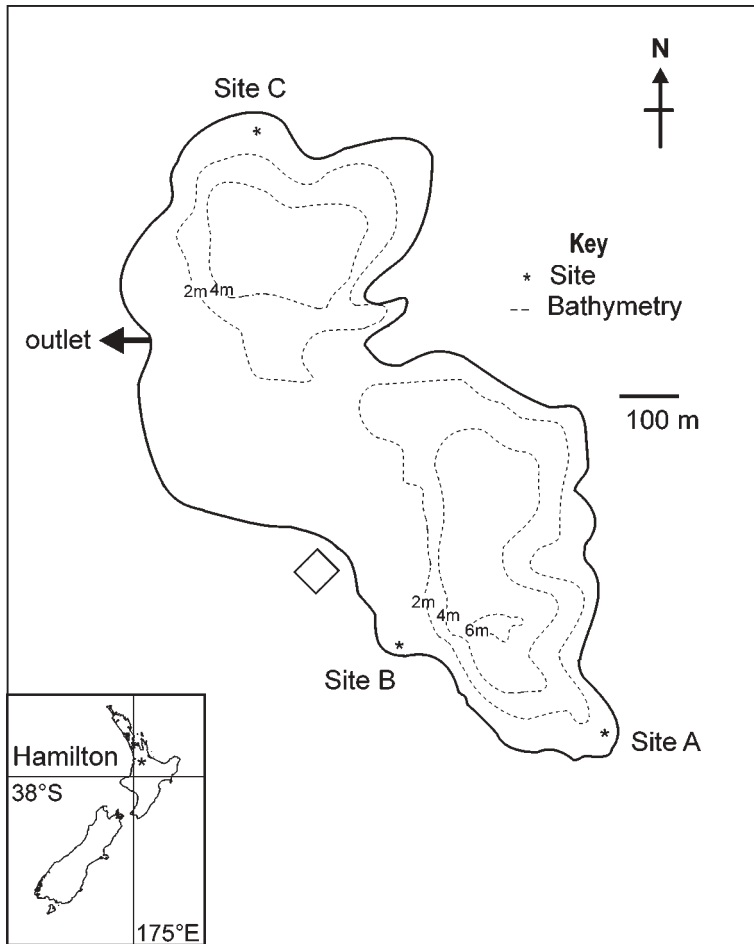 N
Site C
Key
* Site
-- Bathymetry
2m 4m
outlet
100 m
2m
4m
6m
Site B
Site A
Hamilton
*
38°S
175°E